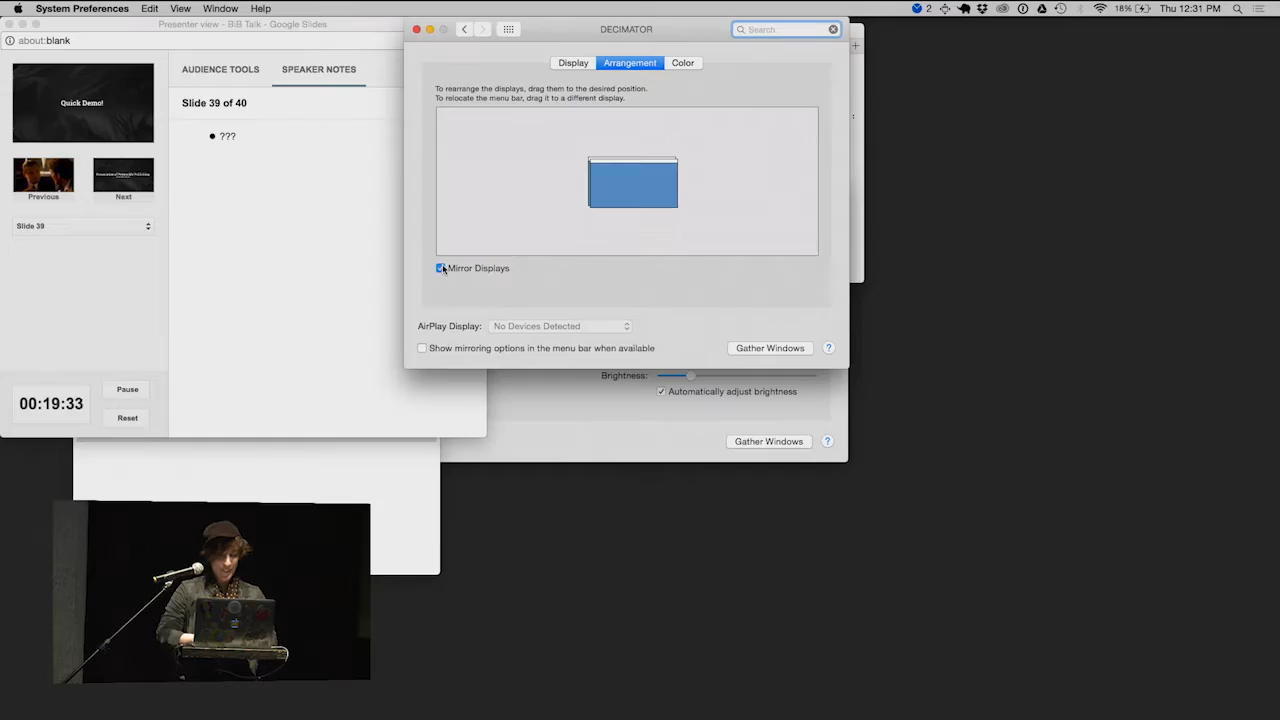 System Preferences Edit View Window Help
2
18%
Thu 12:31 PM
Presenter view - BiB Talk - Google Slides
about:blank
Quick Demo!
Previous
Next
Slide 39
00:19:33
Pause
Reset
AUDIENCE TOOLS
SPEAKER NOTES
Slide 39 of 40
???
DECIMATOR
Search
Display
Arrangement
Color
To rearrange the displays, drag them to the desired position.
To relocate the menu bar, drag it to a different display.
Mirror Displays
AirPlay Display:
No Devices Detected
Show mirroring options in the menu bar when available
Gather Windows
?
Brightness:
Automatically adjust brightness
Gather Windows
?